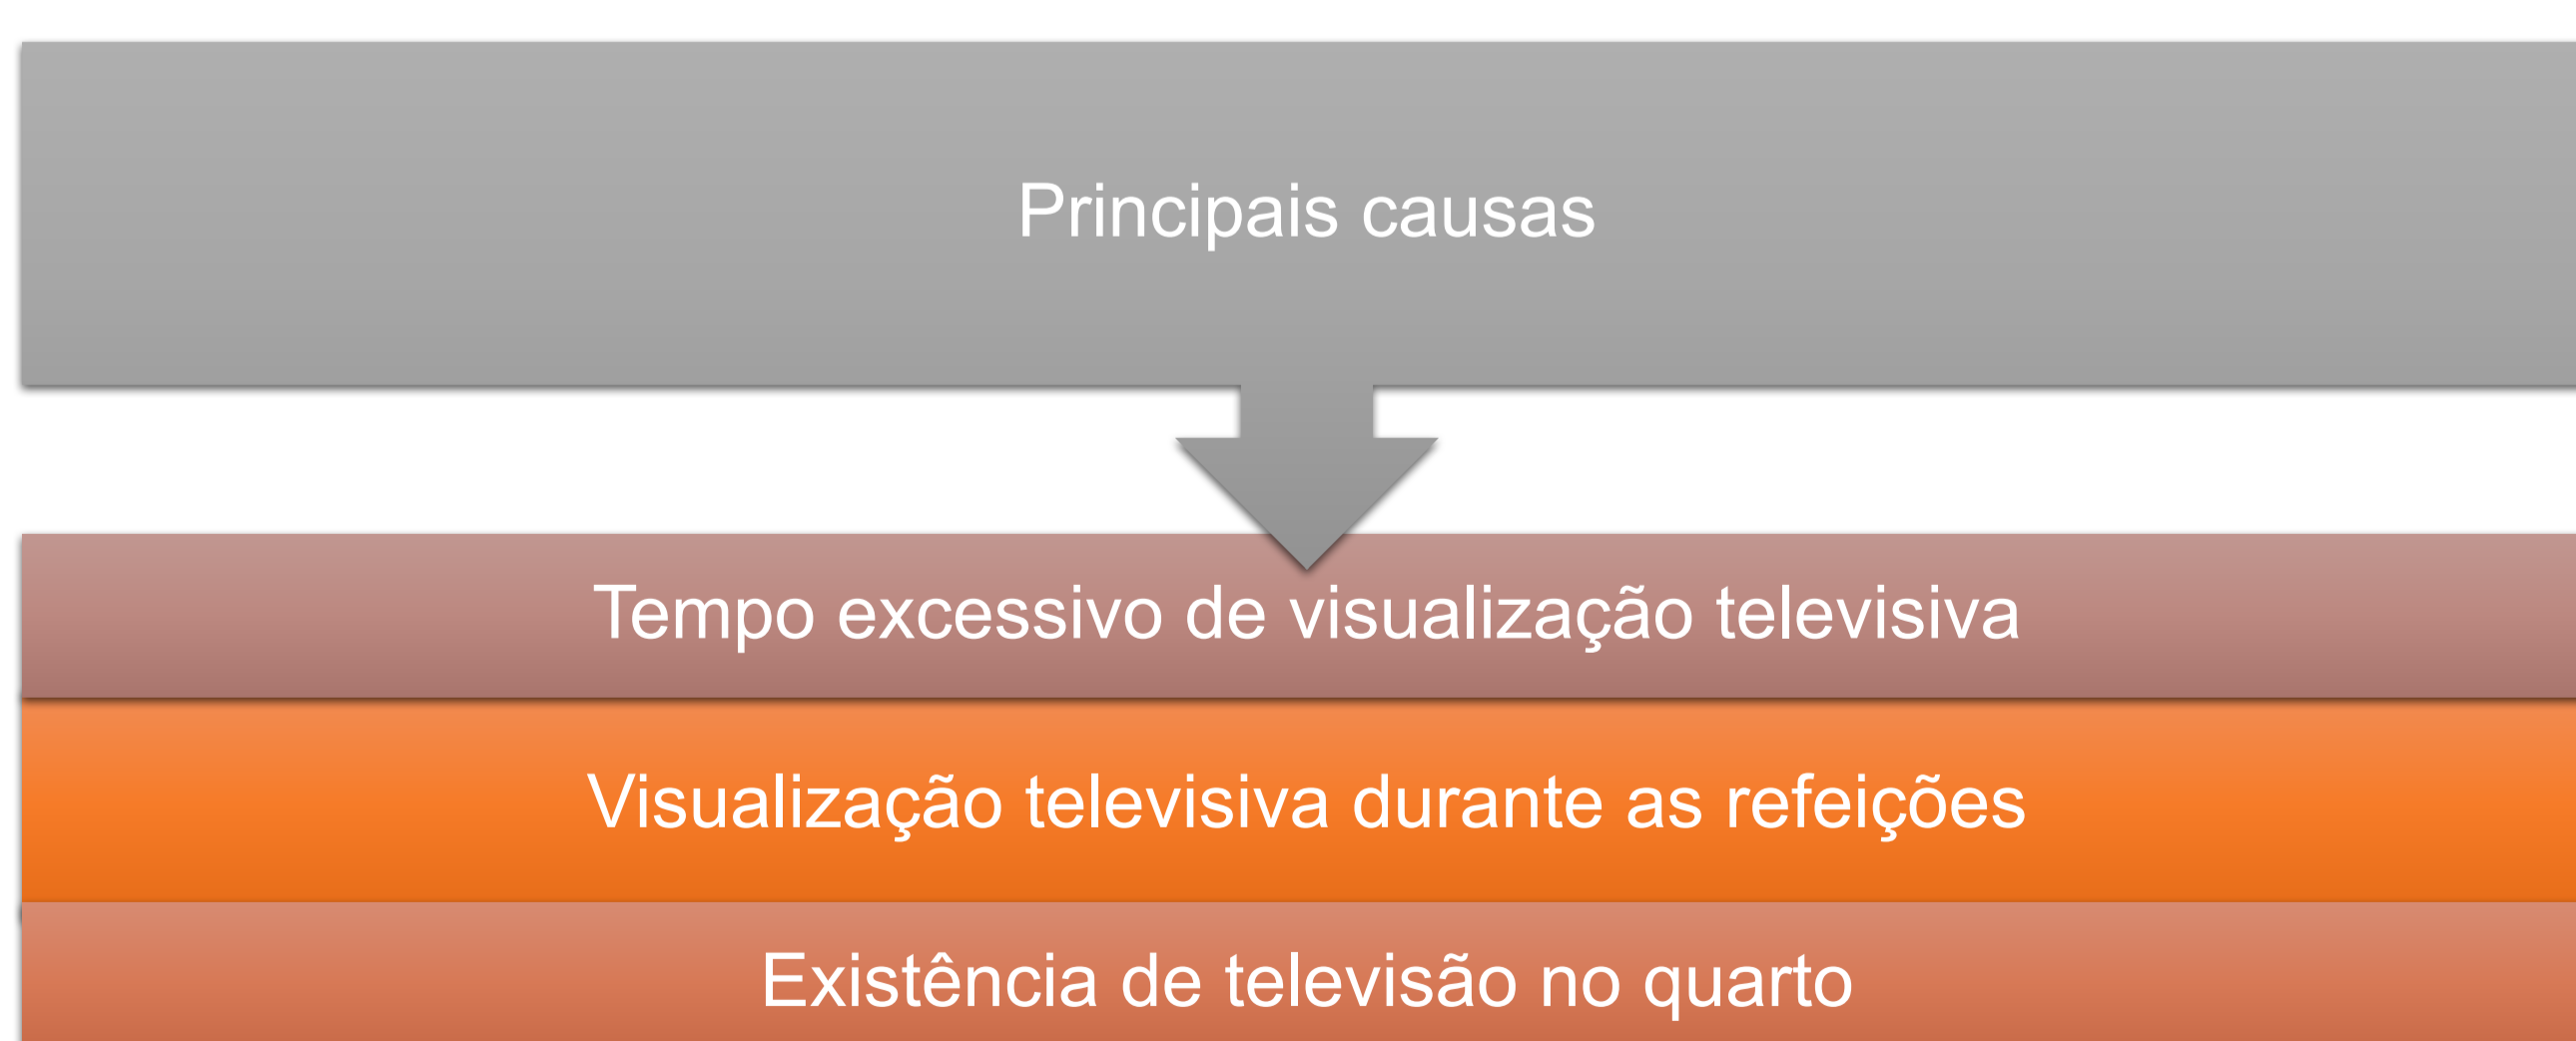 Principais causas
Tempo excessivo de visualização televisiva
Visualização televisiva durante as refeições
Existência de televisão no quarto